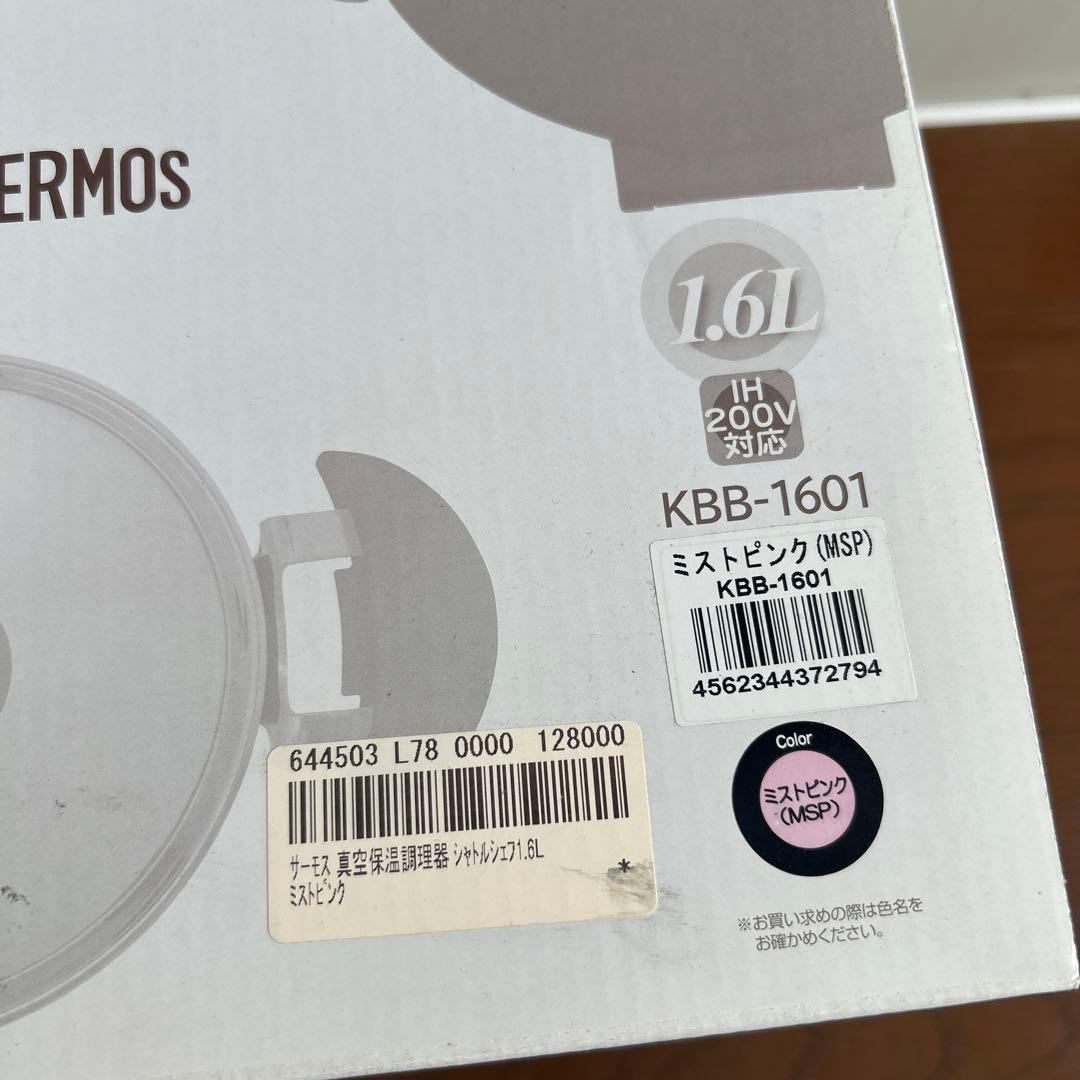 ERMOS
1.6L
IH
200V
対応
KBB-1601
ミストピンク(MSP)
KBB-1601
4562344372794
Color
ミストピンク
(MSP)
※お買い求めの際は色名を
お確かめください。
644503 L78 0000 128000
サーモス 真空保温調理器 シャトルシェフ1.6L
ミストピンク
*